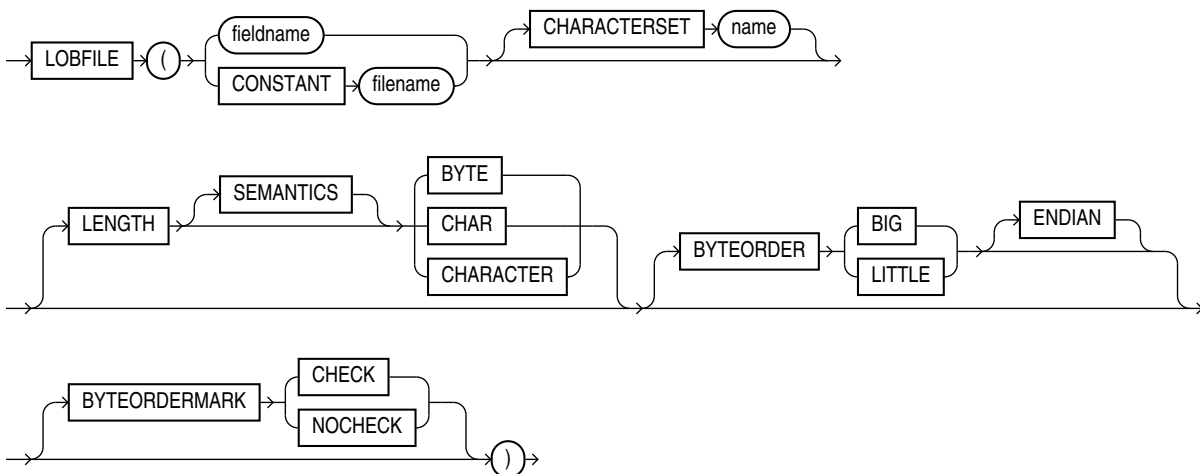 LOBFILE ( fieldname CHARACTERSET name
CONSTANT filename
LENGTH SEMANTICS BYTE
CHAR
CHARACTER
BYTEORDER BIG ENDIAN
LITTLE
BYTEORDERMARK CHECK
NOCHECK
)